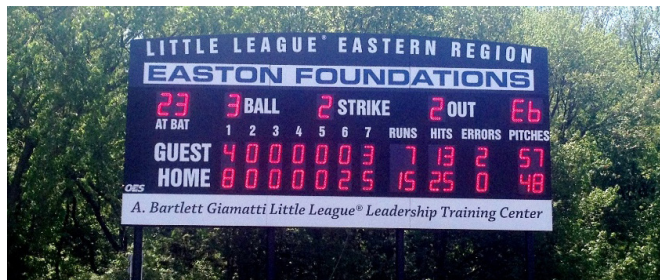 LITTLE LEAGUE® EASTERN REGION
EASTON FOUNDATIONS
23 3 BALL 2 STRIKE 2 OUT Eb
AT BAT 1 2 3 4 5 6 7 RUNS HITS ERRORS PITCHES
GUEST 4 0 0 0 0 0 3 7 13 2 57
HOME 8 0 0 0 0 2 5 15 25 0 48
OES
A. Bartlett Giamatti Little League® Leadership Training Center